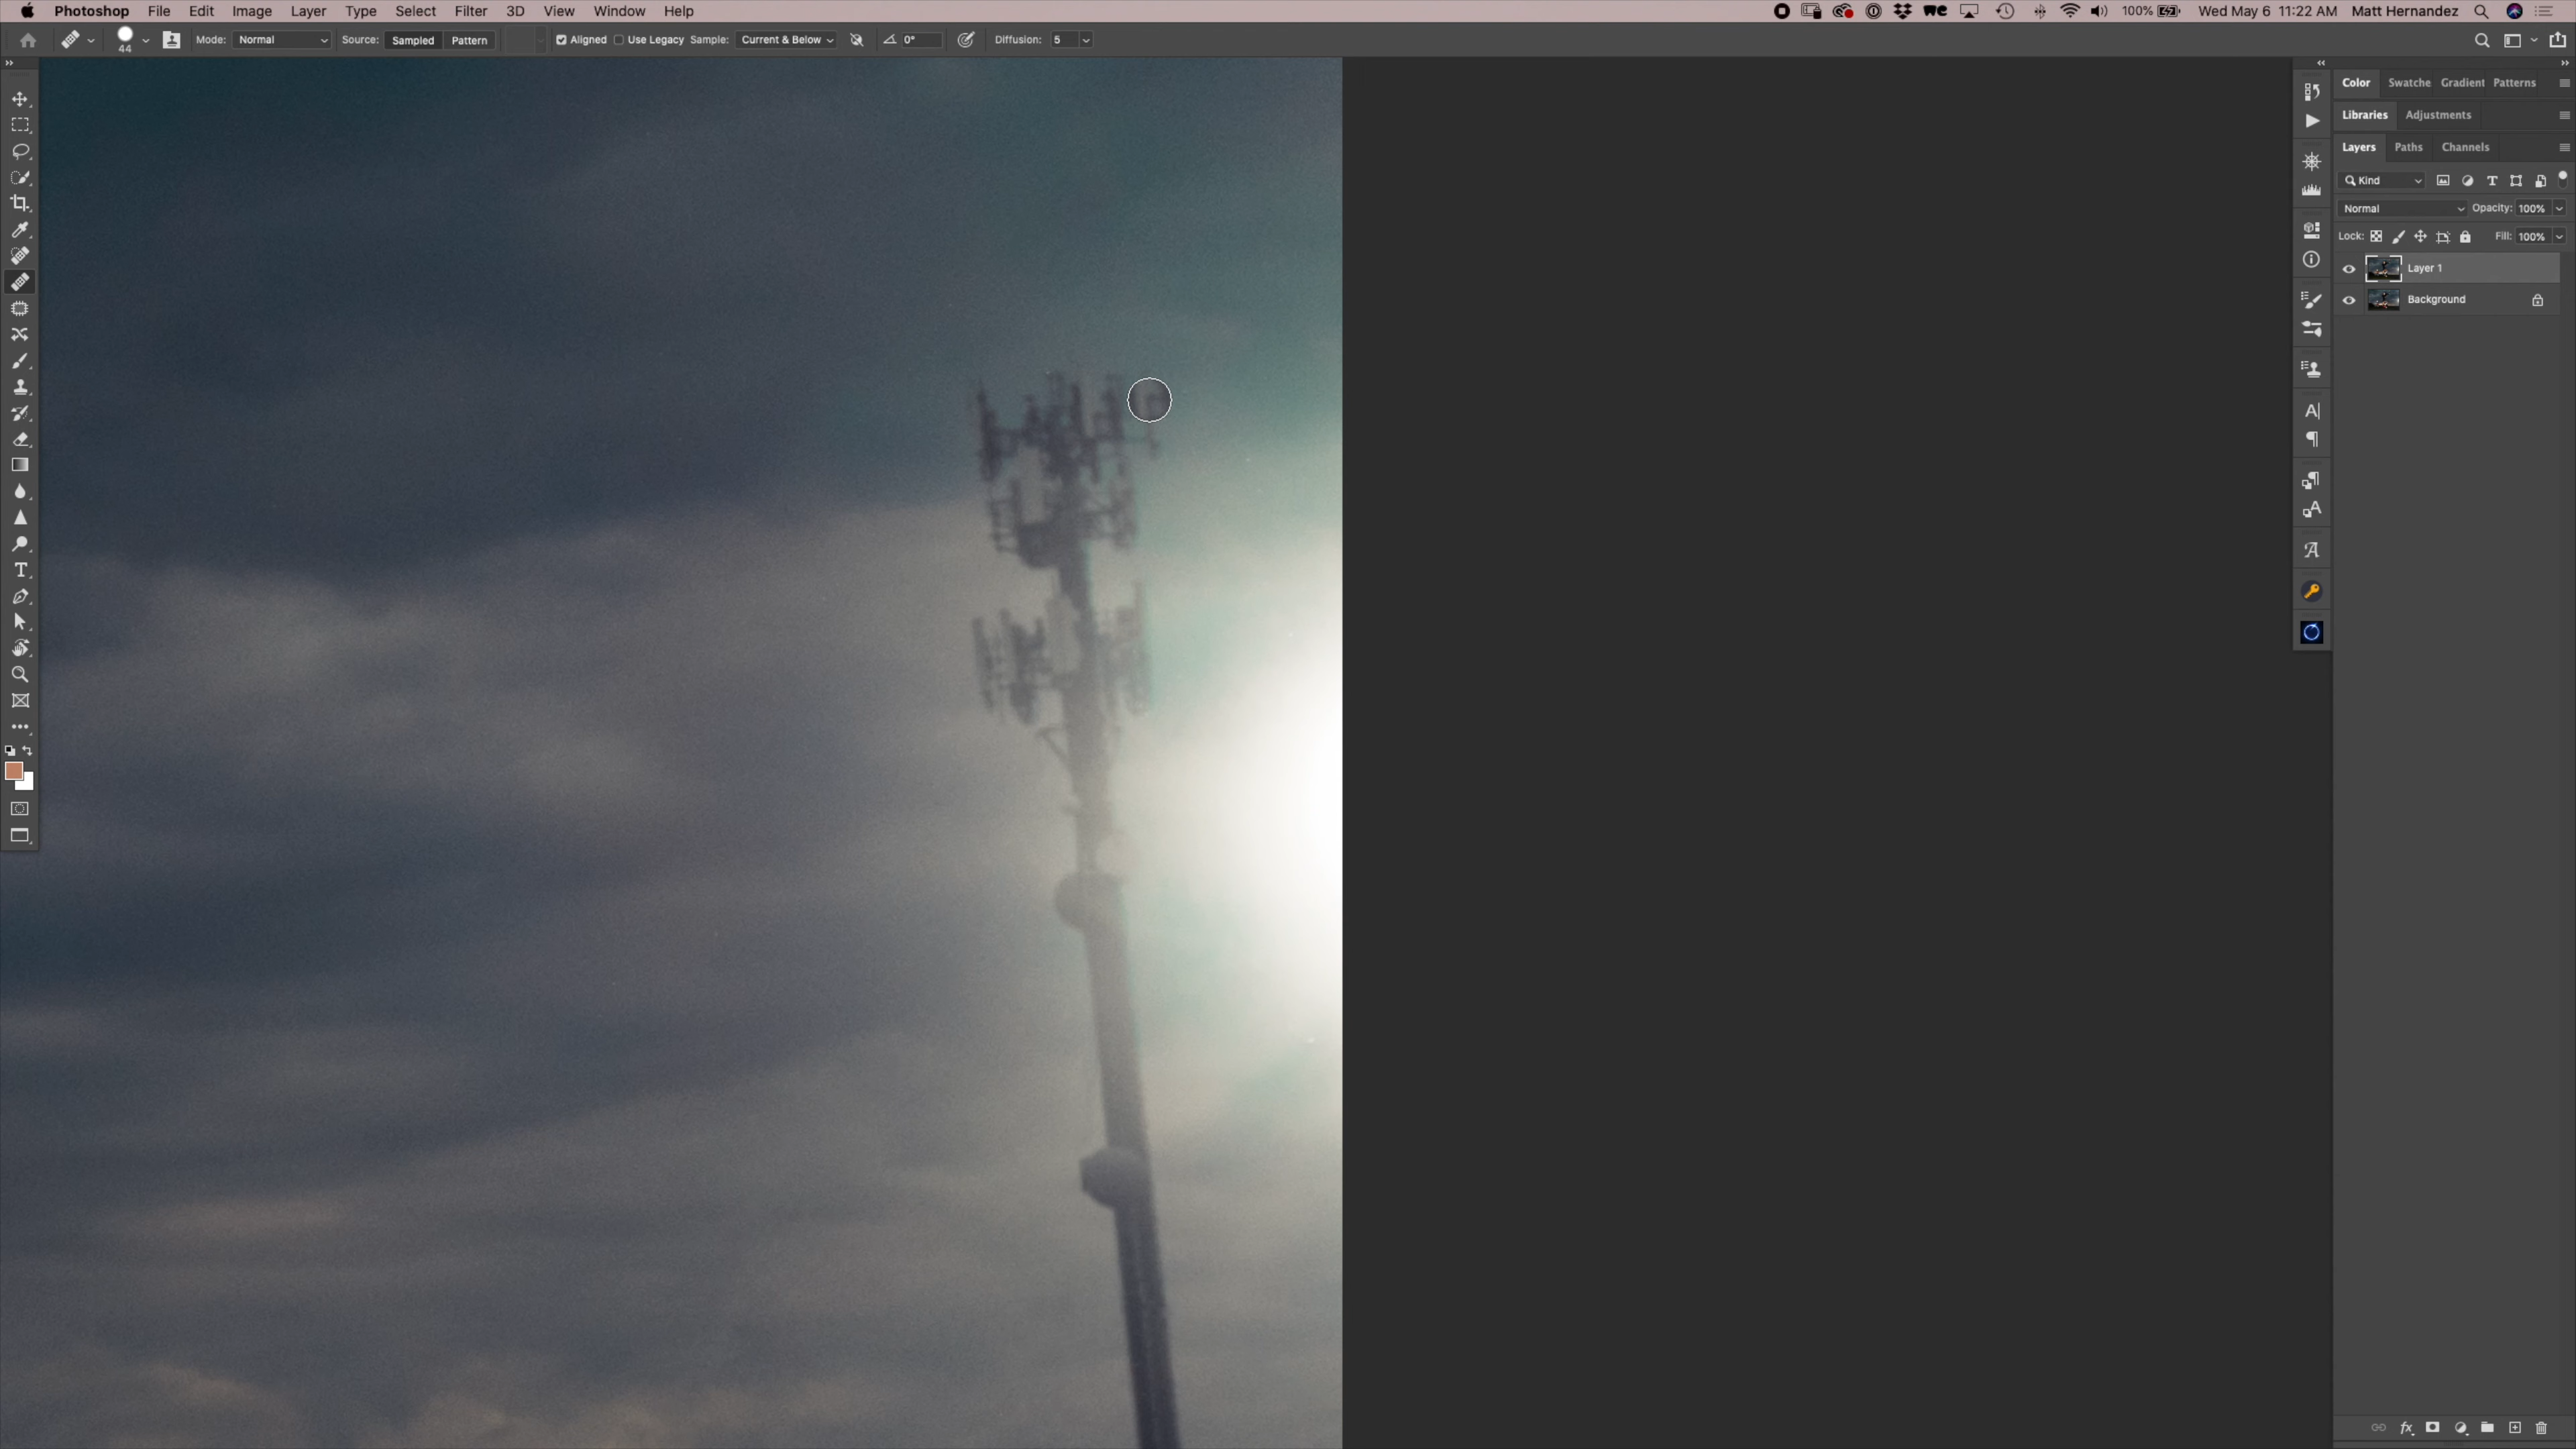 Photoshop File Edit Image Layer Type Select Filter 3D View Window Help 100% Wed May 6 11:22 AM Matt Hernandez
44 Mode: Normal Source: Sampled Pattern Aligned Use Legacy Sample: Current & Below 0° Diffusion: 5
Color Swatche Gradient Patterns
Libraries Adjustments
Layers Paths Channels
Kind
Normal Opacity: 100%
Lock: Fill: 100%
Layer 1
Background